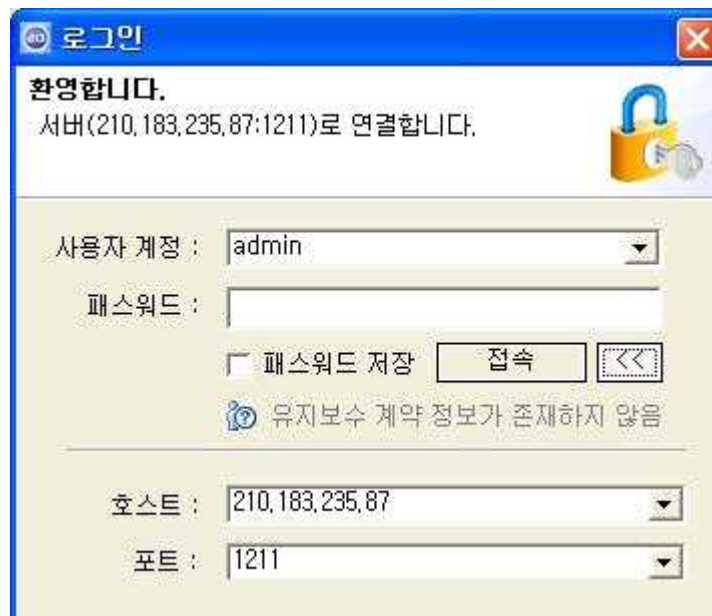 로그인
환영합니다.
서버(210,183,235,87:1211)로 연결합니다.
사용자 계정 : admin
패스워드 :
패스워드 저장 접속 <<
유지보수 계약 정보가 존재하지 않음
호스트 : 210,183,235,87
포트 : 1211